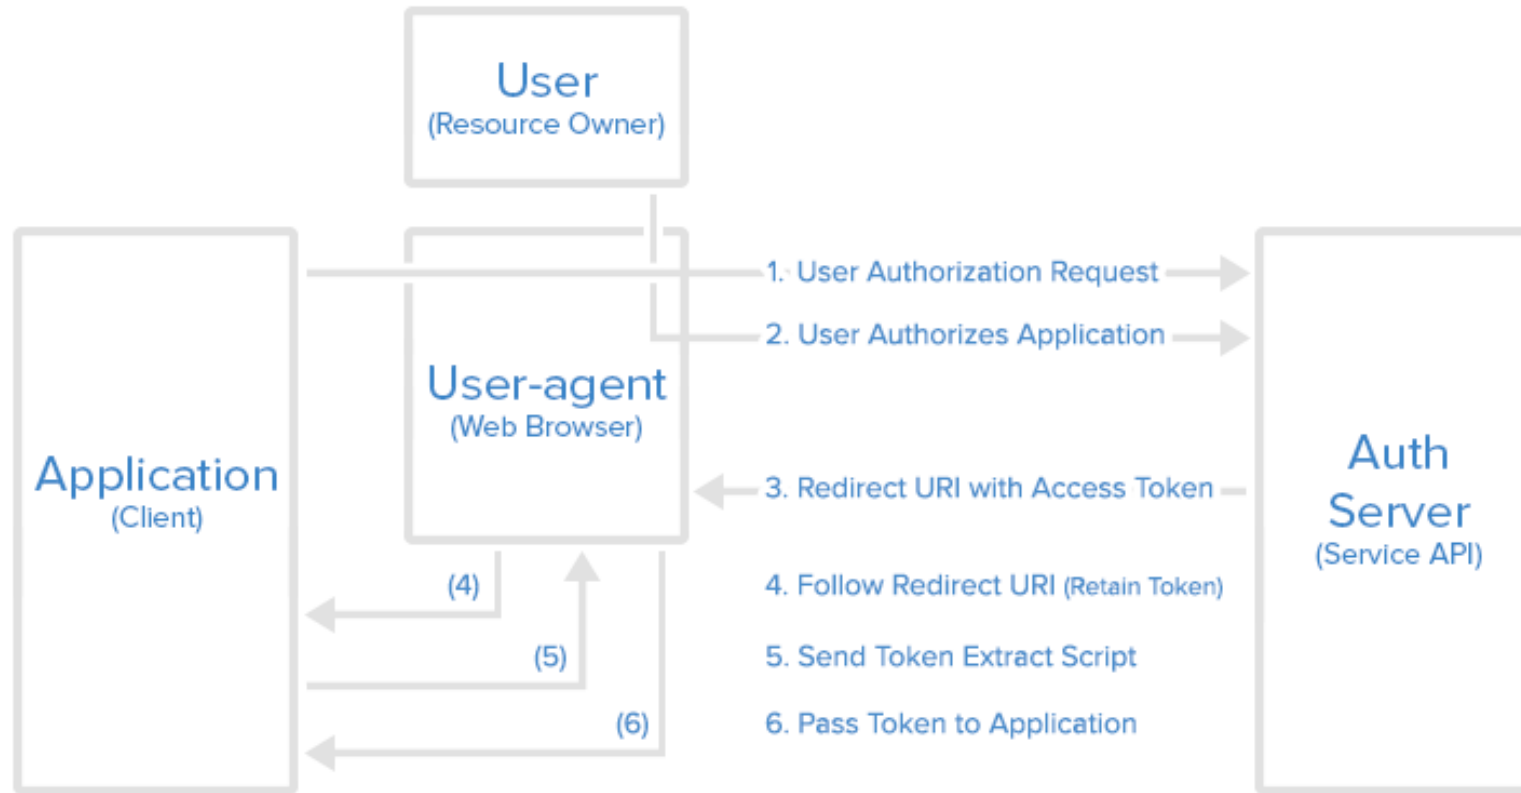 User
(Resource Owner)
1. User Authorization Request
2. User Authorizes Application
User-agent
(Web Browser)
Application
(Client)
Auth
Server
(Service API)
3. Redirect URI with Access Token
(4)
4. Follow Redirect URI (Retain Token)
(5)
5. Send Token Extract Script
(6)
6. Pass Token to Application